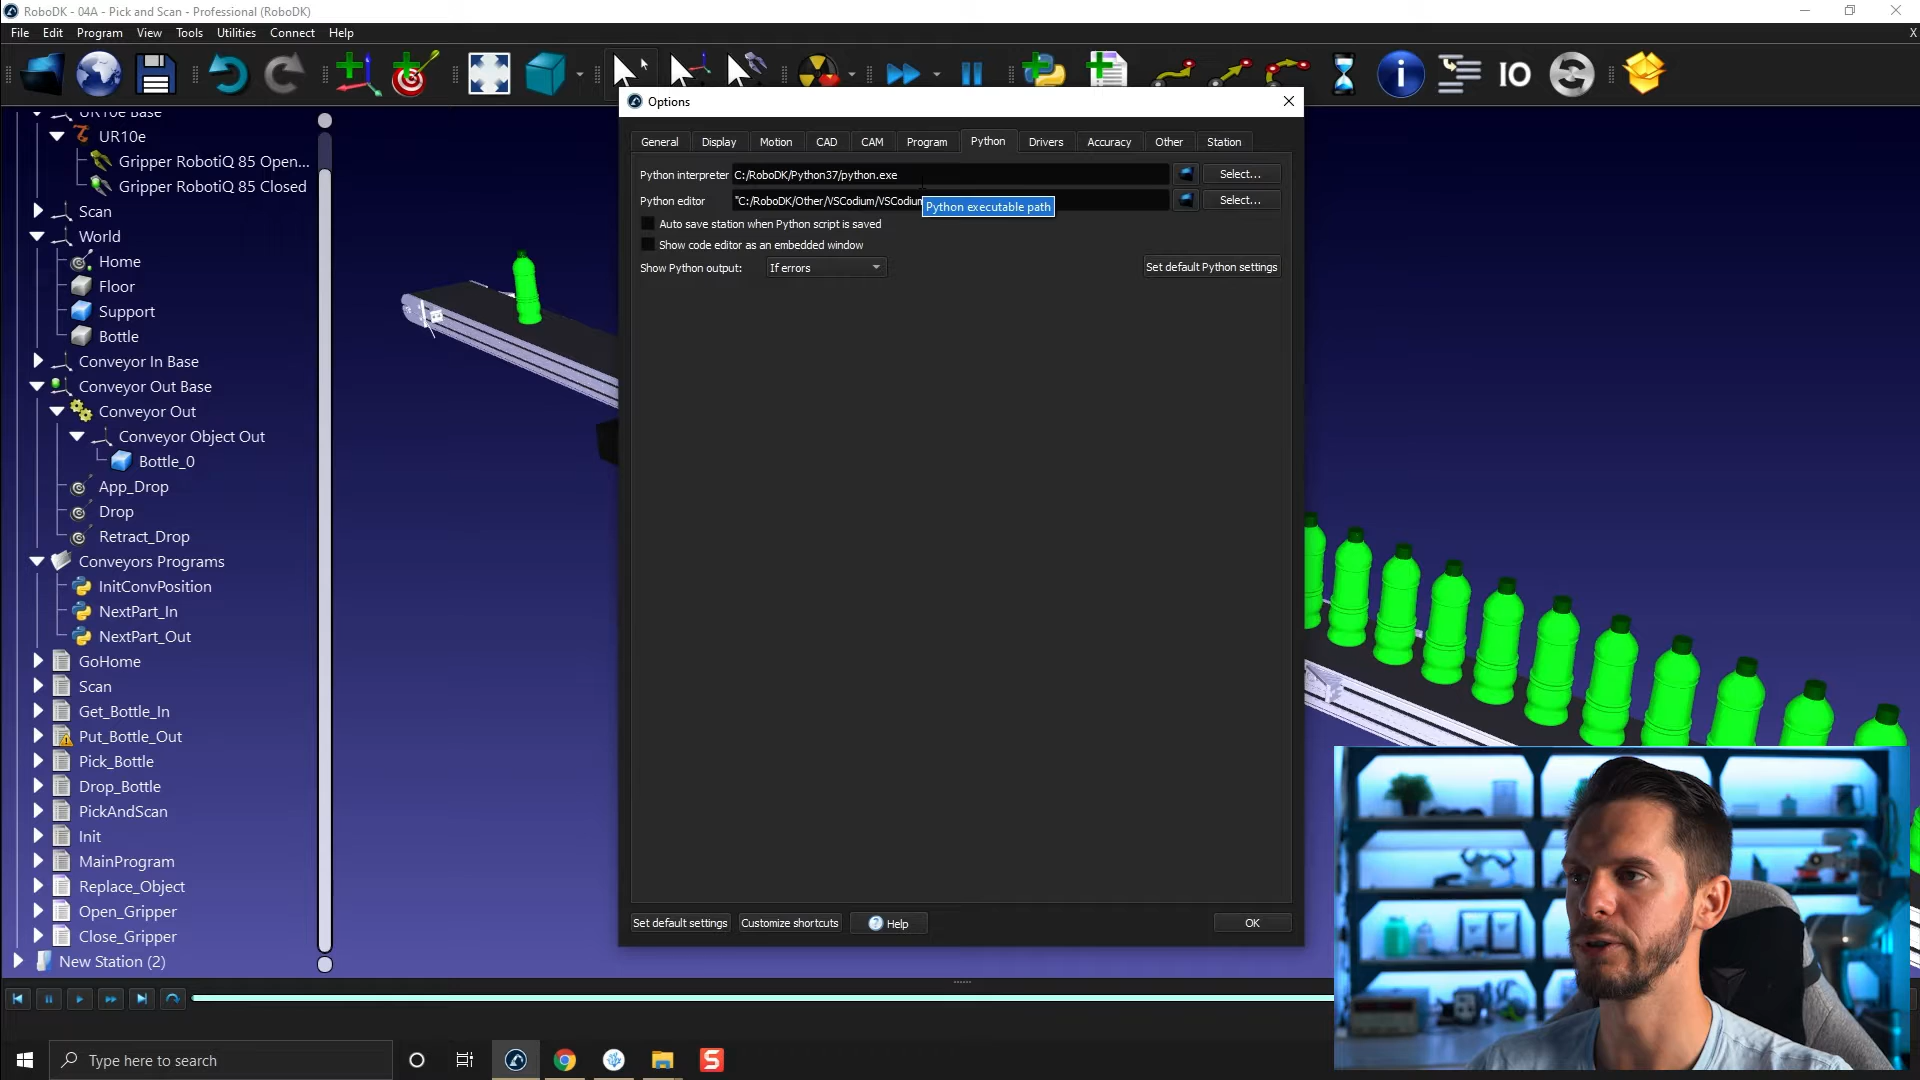 RoboDK - 04A - Pick and Scan - Professional (RoboDK)
File Edit Program View Tools Utilities Connect Help X
IO
Options
General Display Motion CAD CAM Program Python Drivers Accuracy Other Station
Python interpreter C:/RoboDK/Python37/python.exe Select...
Python editor "C:/RoboDK/Other/VSCodium/VSCodium Select...
Python executable path
Auto save station when Python script is saved
Show code editor as an embedded window
Show Python output: If errors Set default Python settings
Set default settings Customize shortcuts Help OK
UR10e Base
UR10e
Gripper RobotiQ 85 Open...
Gripper RobotiQ 85 Closed
Scan
World
Home
Floor
Support
Bottle
Conveyor In Base
Conveyor Out Base
Conveyor Out
Conveyor Object Out
Bottle_0
App_Drop
Drop
Retract_Drop
Conveyors Programs
InitConvPosition
NextPart_In
NextPart_Out
GoHome
Scan
Get_Bottle_In
Put_Bottle_Out
Pick_Bottle
Drop_Bottle
PickAndScan
Init
MainProgram
Replace_Object
Open_Gripper
Close_Gripper
New Station (2)
Type here to search